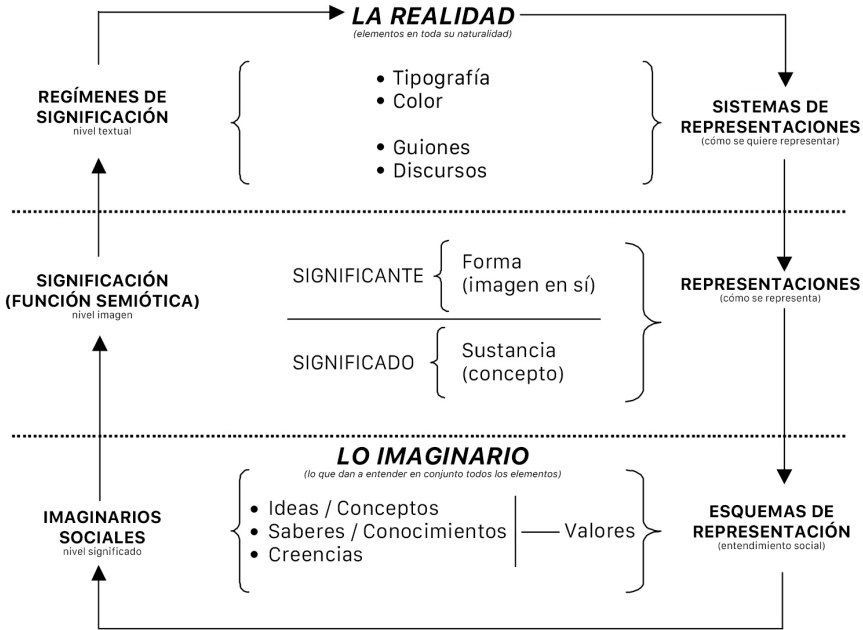 LA REALIDAD
(elementos en toda su naturalidad)
REGÍMENES DE
SIGNIFICACIÓN
nivel textual
• Tipografía
• Color
• Guiones
• Discursos
SISTEMAS DE
REPRESENTACIONES
(cómo se quiere representar)
SIGNIFICACIÓN
(FUNCIÓN SEMIÓTICA)
nivel imagen
SIGNIFICANTE
Forma
(imagen en sí)
SIGNIFICADO
Sustancia
(concepto)
REPRESENTACIONES
(cómo se representa)
LO IMAGINARIO
(lo que dan a entender en conjunto todos los elementos)
IMAGINARIOS
SOCIALES
nivel significado
• Ideas / Conceptos
• Saberes / Conocimientos
• Creencias
Valores
ESQUEMAS DE
REPRESENTACIÓN
(entendimiento social)